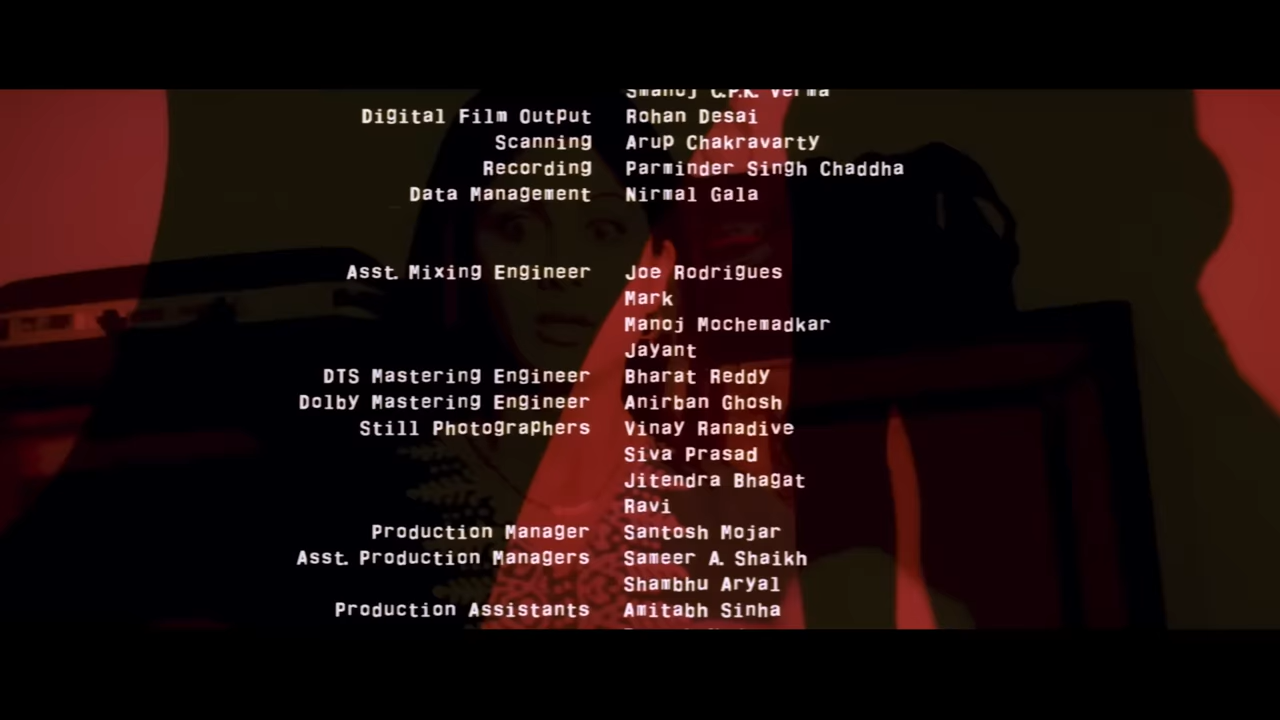 Smanoj C.P.K. Verma
Digital Film Output Rohan Desai
Scanning Arup Chakravarty
Recording Parminder Singh Chaddha
Data Management Nirmal Gala
Asst. Mixing Engineer Joe Rodrigues
Mark
Manoj Mochemadkar
Jayant
DTS Mastering Engineer Bharat Reddy
Dolby Mastering Engineer Anirban Ghosh
Still Photographers Vinay Ranadive
Siva Prasad
Jitendra Bhagat
Ravi
Production Manager Santosh Mojar
Asst. Production Managers Sameer A. Shaikh
Shambhu Aryal
Production Assistants Amitabh Sinha